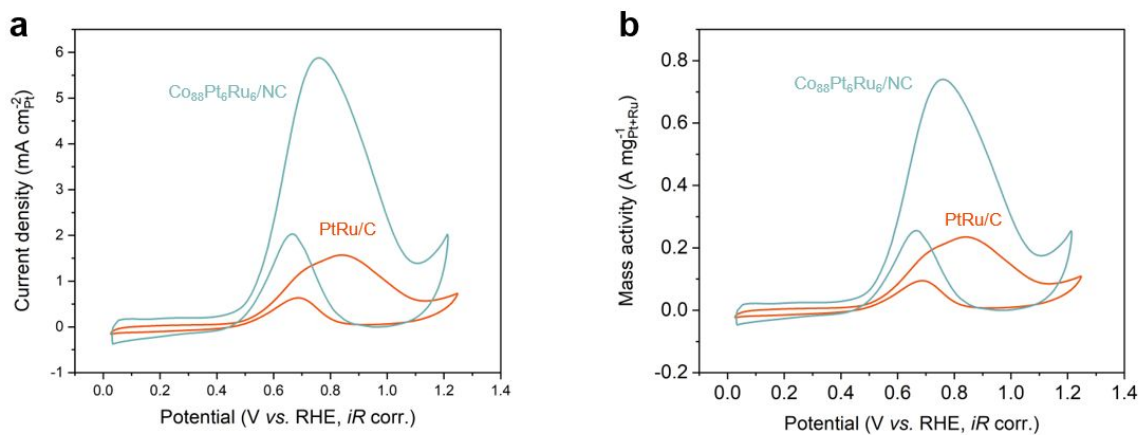 a
Current density (mA cm⁻²Pt)
6
5
4
3
2
1
0
-1
Co₈₈Pt₆Ru₆/NC
PtRu/C
0.0 0.2 0.4 0.6 0.8 1.0 1.2 1.4
Potential (V vs. RHE, iR corr.)
b
Mass activity (A mg⁻¹Pt+Ru)
0.8
0.6
0.4
0.2
0.0
-0.2
Co₈₈Pt₆Ru₆/NC
PtRu/C
0.0 0.2 0.4 0.6 0.8 1.0 1.2 1.4
Potential (V vs. RHE, iR corr.)